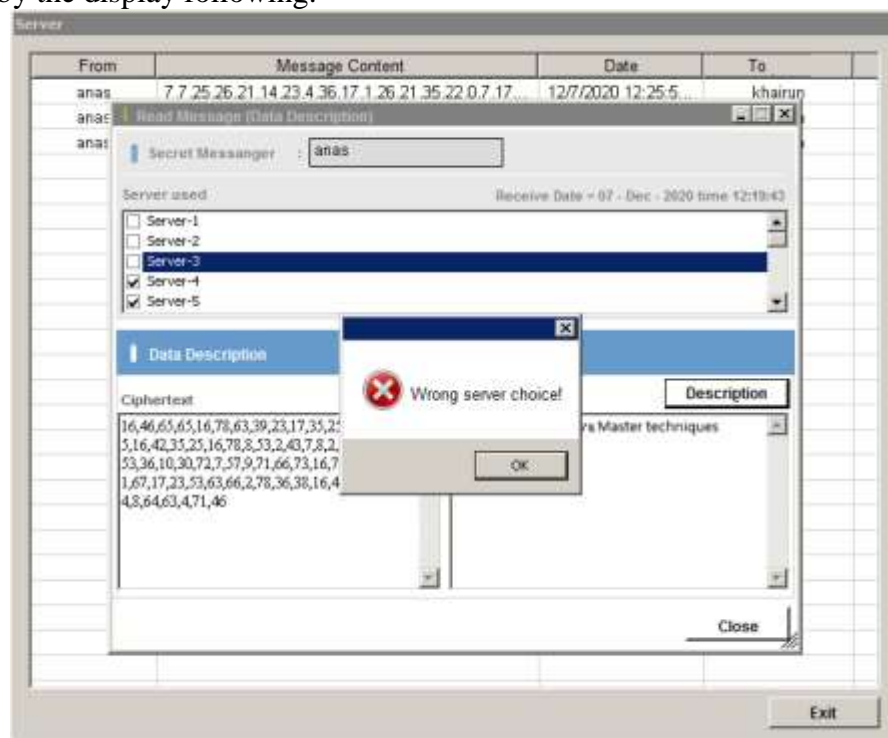 by the display following:
Server
From Message Content Date To
anas 7.7.25.26.21.14.23.4.36.17.1.26.21.35.22.0.7.17... 12/7/2020 12:25:5... khairun
anas
anas
Read Message (Data Description)
Secret Messanger : anas
Server used Receive Date = 07 - Dec - 2020 time 12:19:43
Server-1
Server-2
Server-3
Server-4
Server-5
Data Description
Wrong server choice!
OK
Ciphertext Description
16,46,65,65,16,78,63,39,23,17,35,2
5,16,42,35,25,16,78,8,53,2,43,7,8,2,
53,36,10,30,72,7,57,9,71,66,73,16,7
1,67,17,23,53,63,66,2,78,36,38,16,4
4,8,64,63,4,71,46
Master techniques
Close
Exit